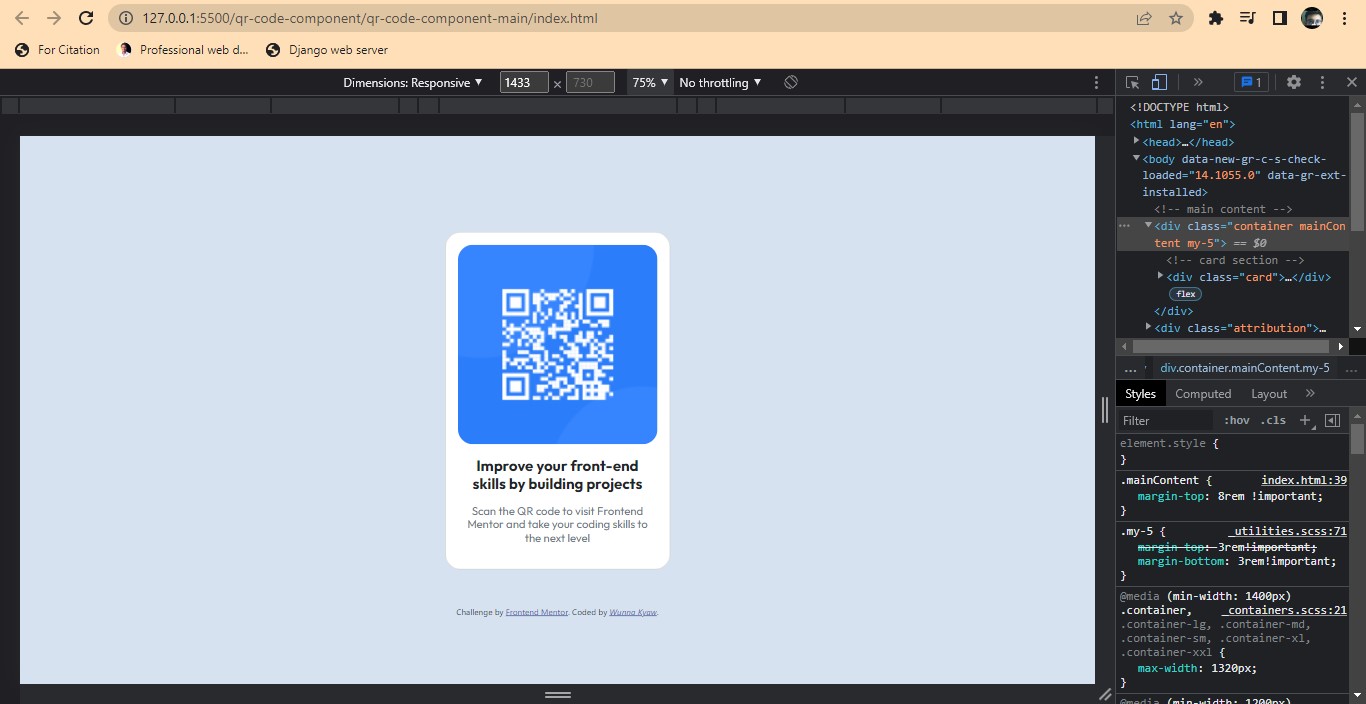 127.0.0.1:5500/qr-code-component/qr-code-component-main/index.html
For Citation
Professional web d...
Django web server
Dimensions: Responsive ▼ 1433 × 730 75% ▼ No throttling ▼
1
<!DOCTYPE html>
<html lang="en">
<head>…</head>
<body data-new-gr-c-s-check-
loaded="14.1055.0" data-gr-ext-
installed>
<!-- main content -->
<div class="container mainCon
tent my-5"> == $0
<!-- card section -->
<div class="card">…</div>
flex
</div>
<div class="attribution">…
... div.container.mainContent.my-5 ...
Styles Computed Layout »
Filter :hov .cls +
element.style {
}
.mainContent { index.html:39
margin-top: 8rem !important;
}
.my-5 { _utilities.scss:71
margin-top: 3rem!important;
margin-bottom: 3rem!important;
}
@media (min-width: 1400px)
.container, _containers.scss:21
.container-lg, .container-md,
.container-sm, .container-xl,
.container-xxl {
max-width: 1320px;
}
@media (min-width: 1200px)
Improve your front-end
skills by building projects
Scan the QR code to visit Frontend
Mentor and take your coding skills to
the next level
Challenge by Frontend Mentor. Coded by Wunna Kyaw.